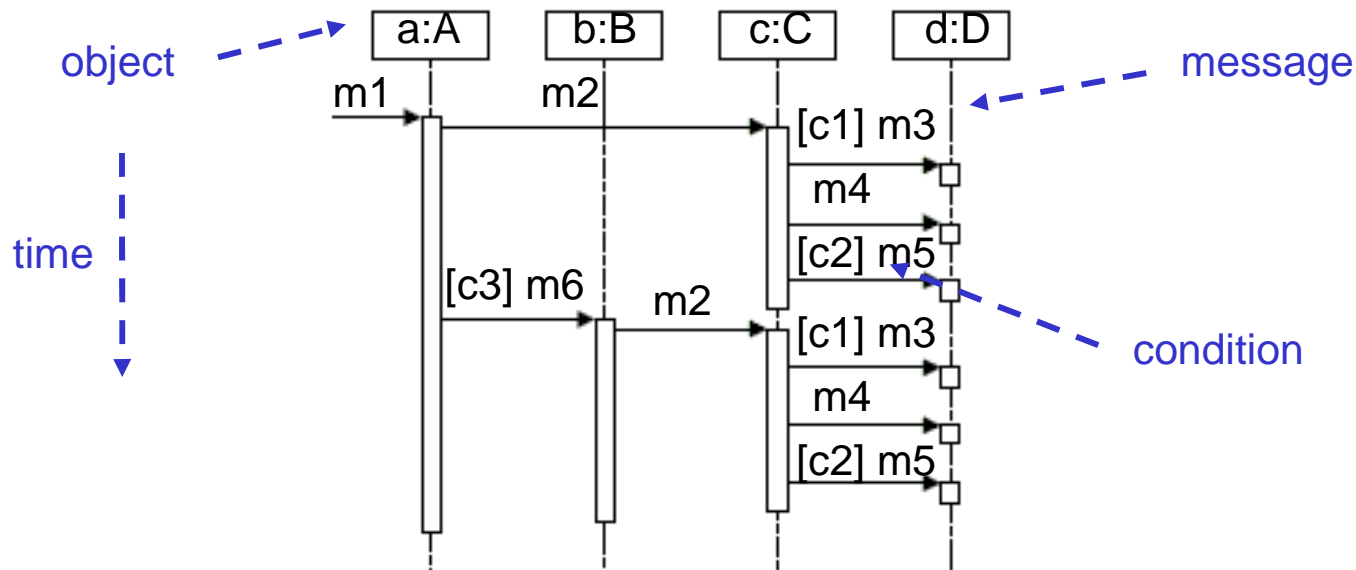 a:A b:B c:C d:D
object
message
m1
m2
[c1] m3
m4
time
[c2] m5
[c3] m6
m2
[c1] m3
condition
m4
[c2] m5